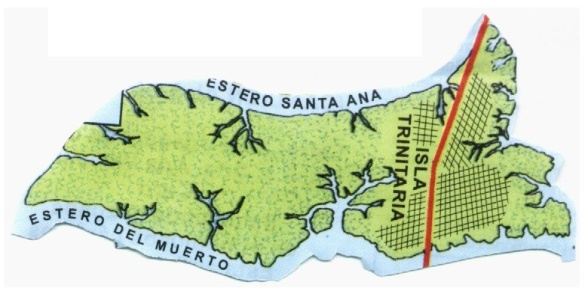 ESTERO SANTA ANA
ISLA
TRINITARIA
ESTERO DEL MUERTO